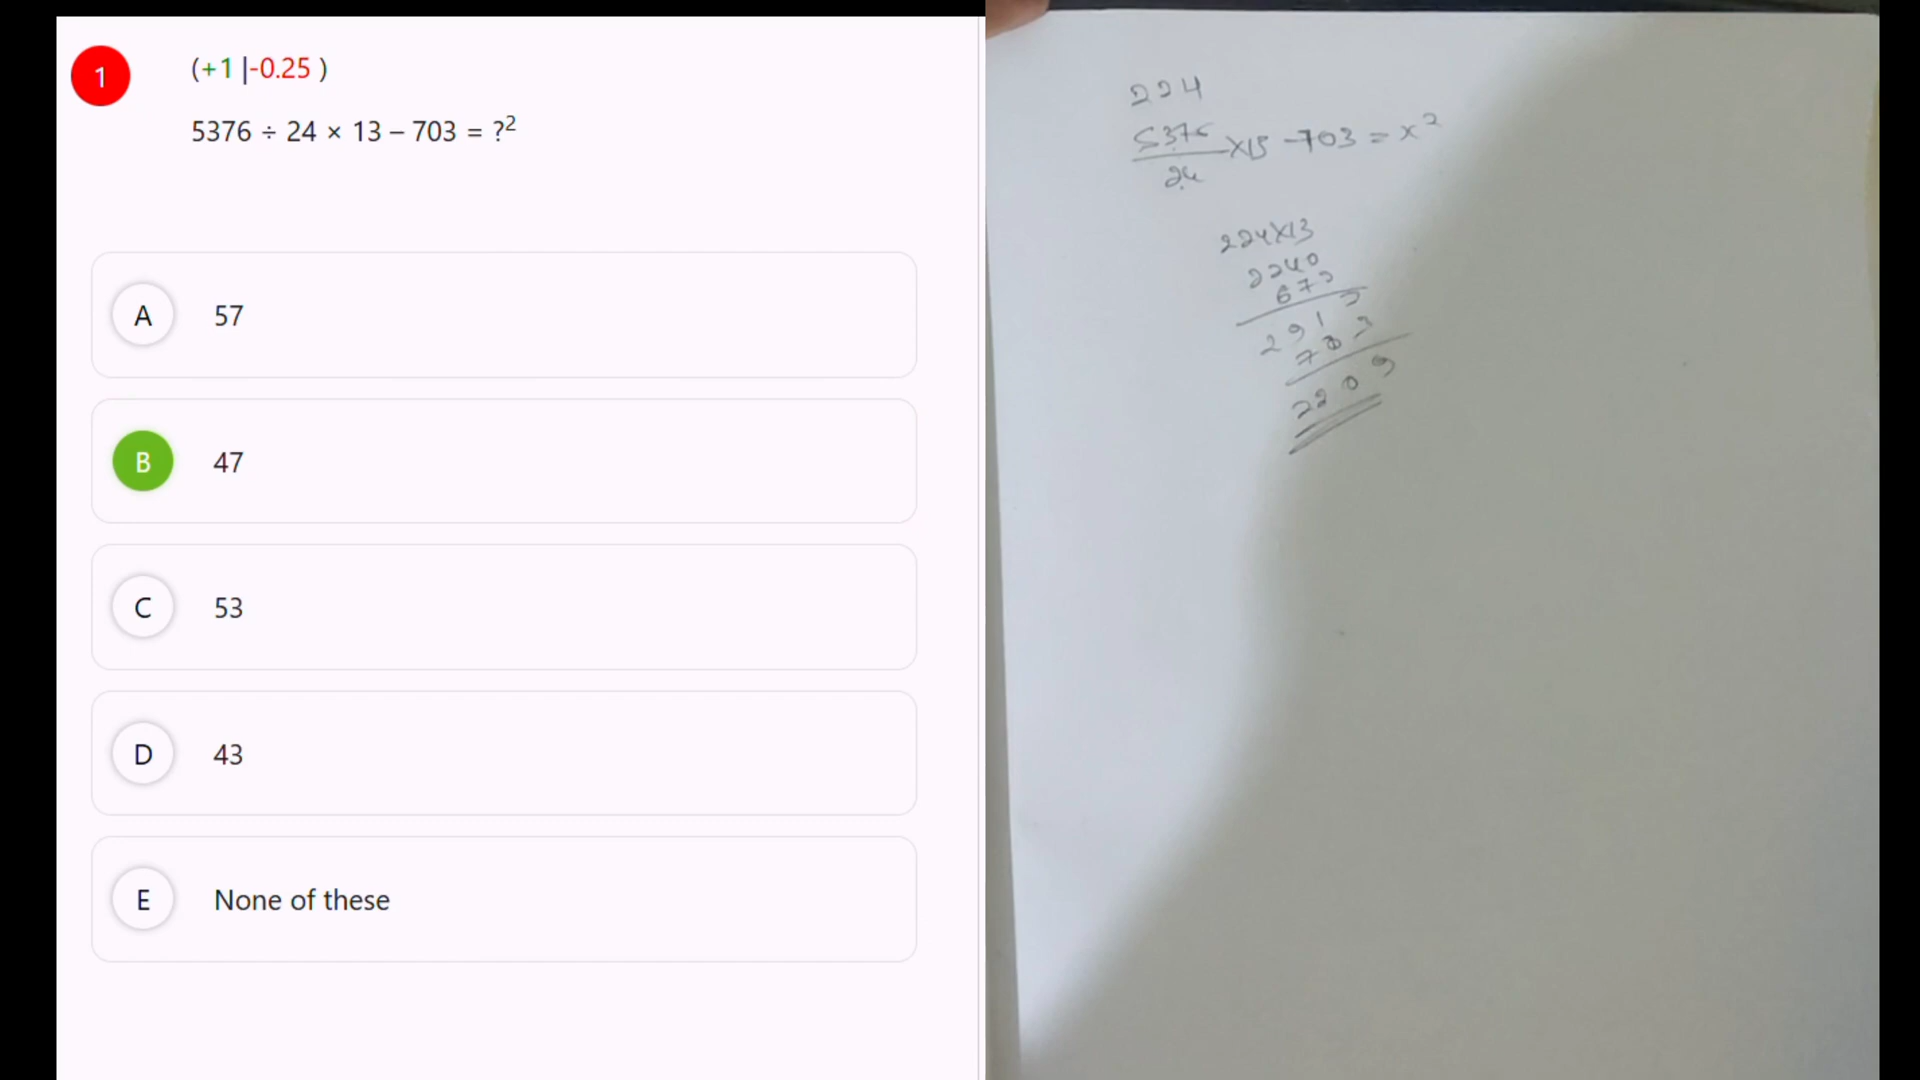 1
(+1 |-0.25 )
5376 ÷ 24 × 13 – 703 = ?²
A 57
B 47
C 53
D 43
E None of these
224
5376
24
×13 -703 = x²
224×13
2240
672
2912
703
2209